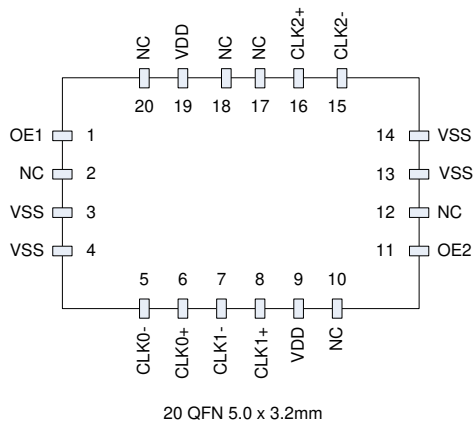 NC VDD NC NC CLK2+ CLK2-
20 19 18 17 16 15
OE1 1 14 VSS
NC 2 13 VSS
VSS 3 12 NC
VSS 4 11 OE2
5 6 7 8 9 10
CLK0- CLK0+ CLK1- CLK1+ VDD NC
20 QFN 5.0 x 3.2mm